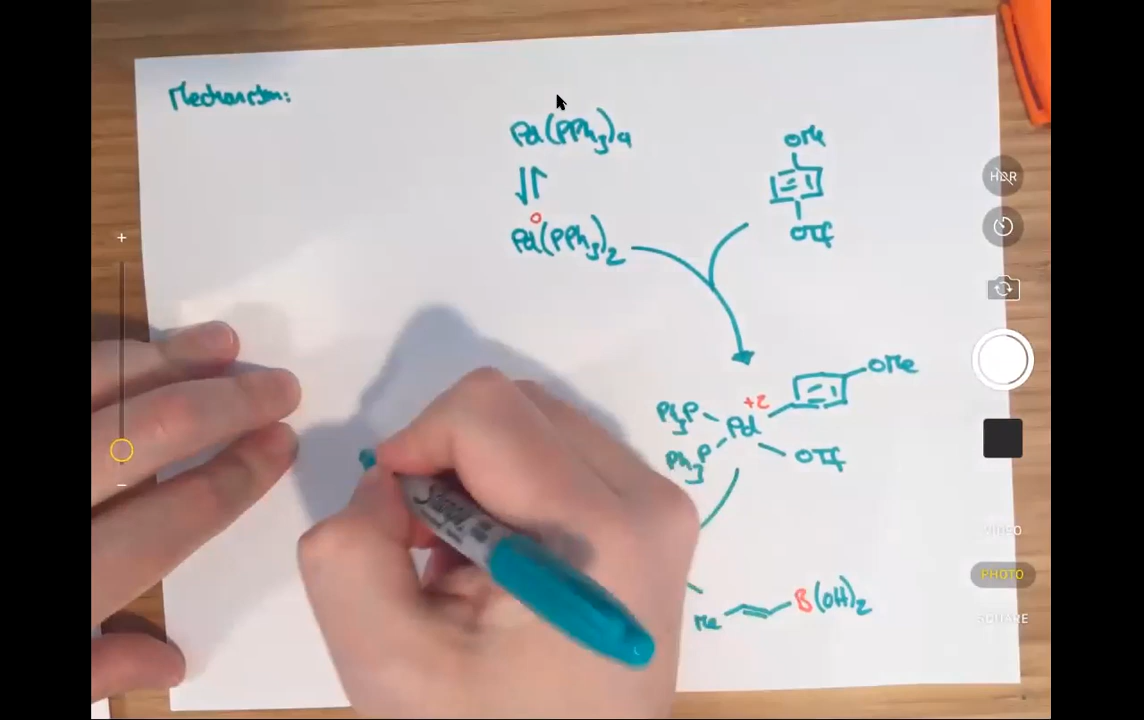 Mechanism:
Pd(PPh3)4
OMe
0
Pd(PPh3)2
OTf
OMe
+2
Ph3P
Pd
Ph3P
OTf
Me
B(OH)2
Sharpie
HDR
VIDEO
PHOTO
SQUARE